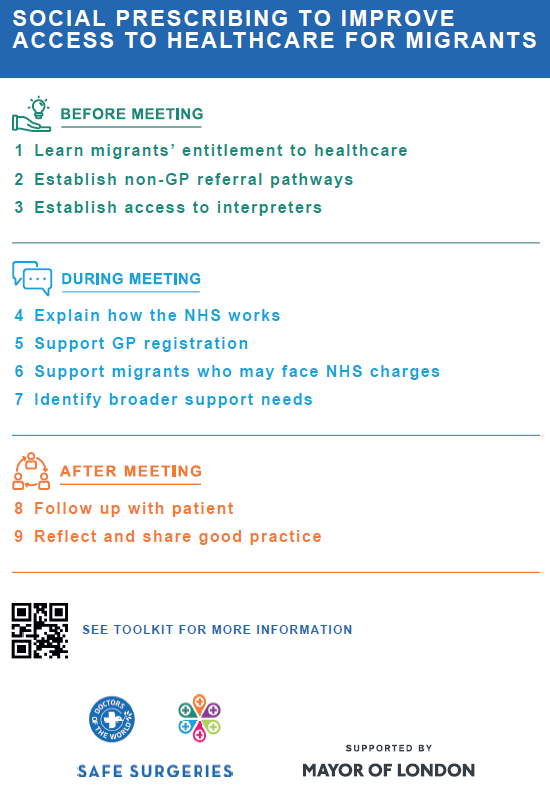 SOCIAL PRESCRIBING TO IMPROVE
ACCESS TO HEALTHCARE FOR MIGRANTS
BEFORE MEETING
1 Learn migrants’ entitlement to healthcare
2 Establish non-GP referral pathways
3 Establish access to interpreters
DURING MEETING
4 Explain how the NHS works
5 Support GP registration
6 Support migrants who may face NHS charges
7 Identify broader support needs
AFTER MEETING
8 Follow up with patient
9 Reflect and share good practice
SEE TOOLKIT FOR MORE INFORMATION
DOCTORS
OF THE WORLD
SAFE SURGERIES
SUPPORTED BY
MAYOR OF LONDON